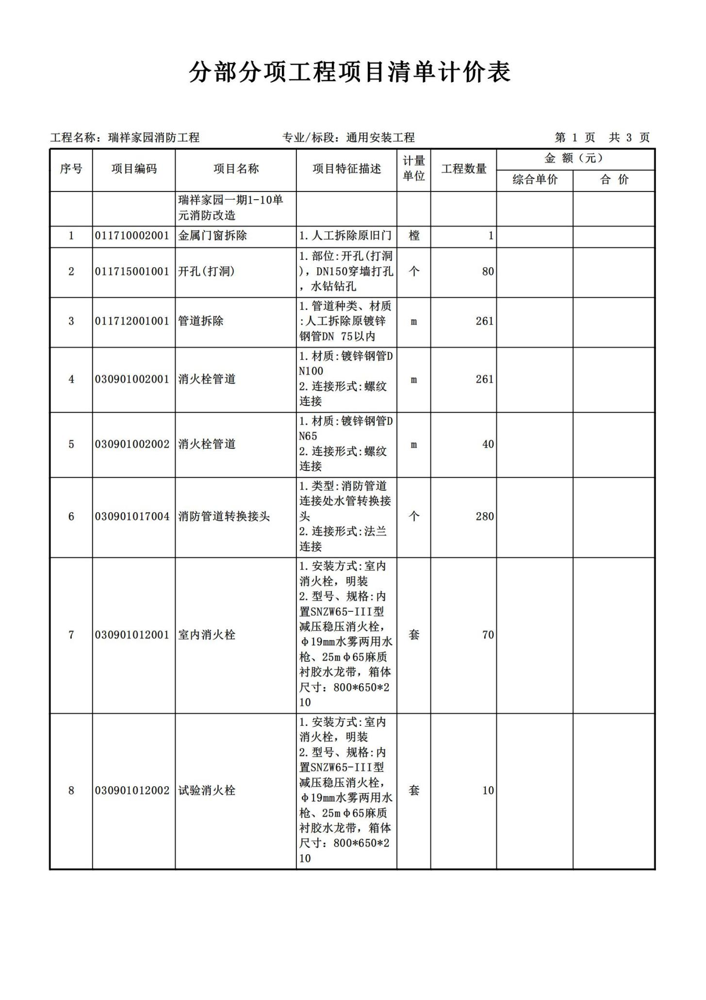 分部分项工程项目清单计价表
工程名称：瑞祥家园消防工程 专业/标段：通用安装工程 第 1 页 共 3 页
序号 项目编码 项目名称 项目特征描述 计量单位 工程数量 金 额（元）
综合单价 合 价
瑞祥家园一期1-10单
元消防改造
1 011710002001 金属门窗拆除 1.人工拆除原旧门 樘 1
2 011715001001 开孔(打洞) 1.部位:开孔(打洞
)，DN150穿墙打孔
，水钻钻孔
个 80
3 011712001001 管道拆除 1.管道种类、材质
:人工拆除原镀锌
钢管DN 75以内
m 261
4 030901002001 消火栓管道 1.材质:镀锌钢管D
N100
2.连接形式:螺纹
连接
m 261
5 030901002002 消火栓管道 1.材质:镀锌钢管D
N65
2.连接形式:螺纹
连接
m 40
6 030901017004 消防管道转换接头 1.类型:消防管道
连接处水管转换接
头
2.连接形式:法兰
连接
个 280
7 030901012001 室内消火栓 1.安装方式:室内
消火栓，明装
2.型号、规格:内
置SNZW65-III型
减压稳压消火栓，
φ19mm水雾两用水
枪、25mφ65麻质
衬胶水龙带，箱体
尺寸：800*650*2
10
套 70
8 030901012002 试验消火栓 1.安装方式:室内
消火栓，明装
2.型号、规格:内
置SNZW65-III型
减压稳压消火栓，
φ19mm水雾两用水
枪、25mφ65麻质
衬胶水龙带，箱体
尺寸：800*650*2
10
套 10